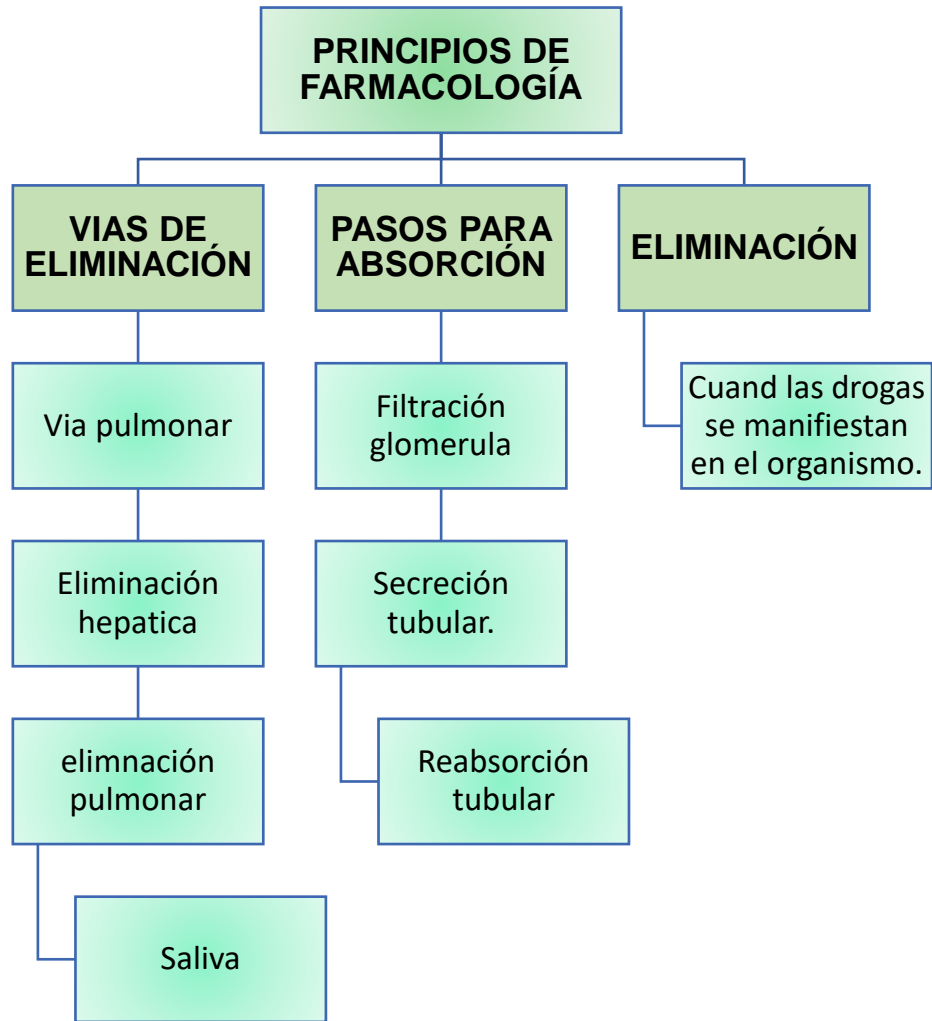 PRINCIPIOS DE
FARMACOLOGÍA
VIAS DE
ELIMINACIÓN
Via pulmonar
Eliminación
hepatica
elimnación
pulmonar
Saliva
PASOS PARA
ABSORCIÓN
Filtración
glomerula
Secreción
tubular.
Reabsorción
tubular
ELIMINACIÓN
Cuand las drogas
se manifiestan
en el organismo.